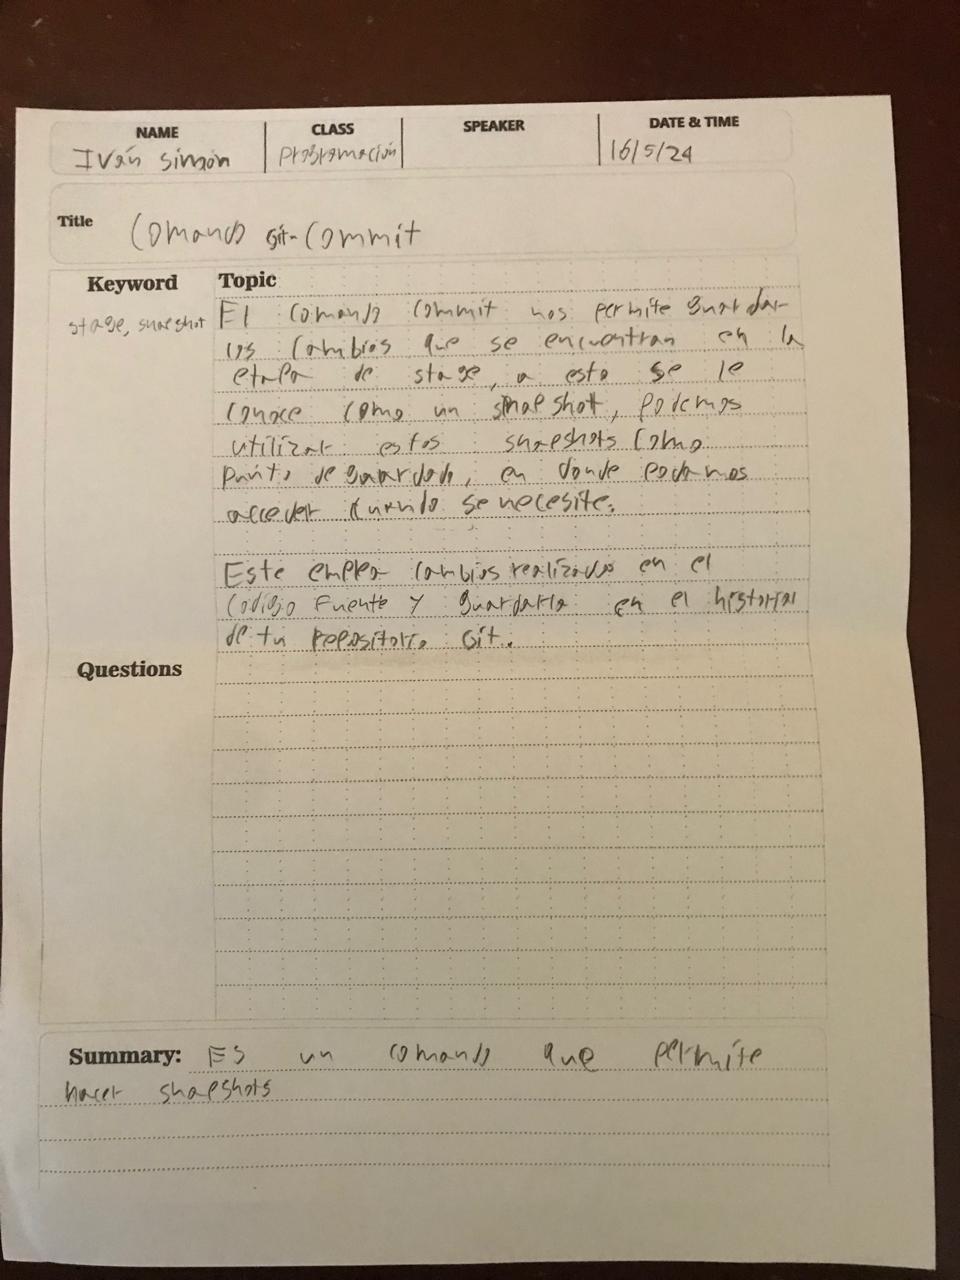 NAME CLASS SPEAKER DATE & TIME
Iván Simón Programación 16/5/24
Title Comando git-commit
Keyword Topic
stage, snapshot El comando commit nos permite guardar
los cambios que se encuentran en la
etapa de stage, a esto se le
conoce como un snapshot, podemos
utilizar estos snapshots como
punto de guardado, en donde podamos
acceder cuando se necesite.
Este emplea cambios realizados en el
codigo fuente y guardarlo en el historial
de tu repositorio Git.
Questions
Summary: Es un comando que permite
hacer snapshots